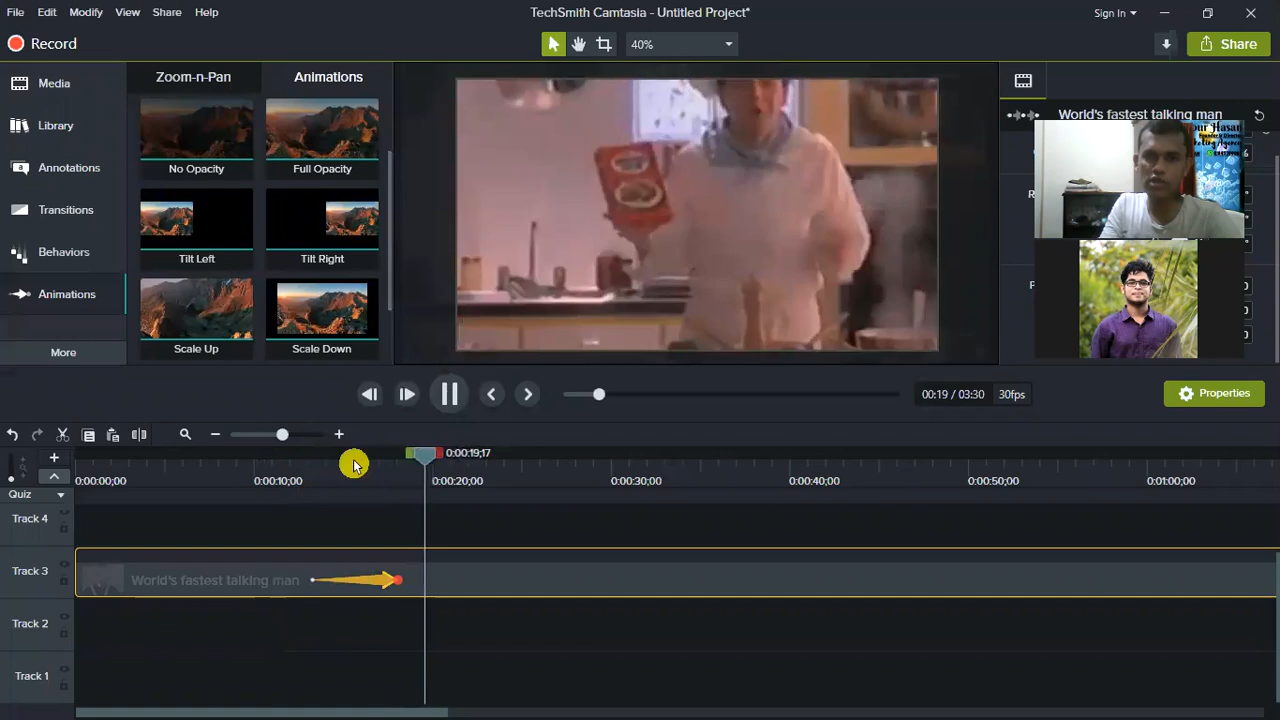 File Edit Modify View Share Help
TechSmith Camtasia - Untitled Project*
Sign In
Record
40%
Share
Media
Library
Annotations
Transitions
Behaviors
Animations
More
Zoom-n-Pan
Animations
No Opacity
Full Opacity
Tilt Left
Tilt Right
Scale Up
Scale Down
World's fastest talking man
our Hasan
00:19 / 03:30
30fps
Properties
0:00:19;17
0:00:00;00
0:00:10;00
0:00:20;00
0:00:30;00
0:00:40;00
0:00:50;00
0:01:00;00
Quiz
Track 4
Track 3
World's fastest talking man
Track 2
Track 1